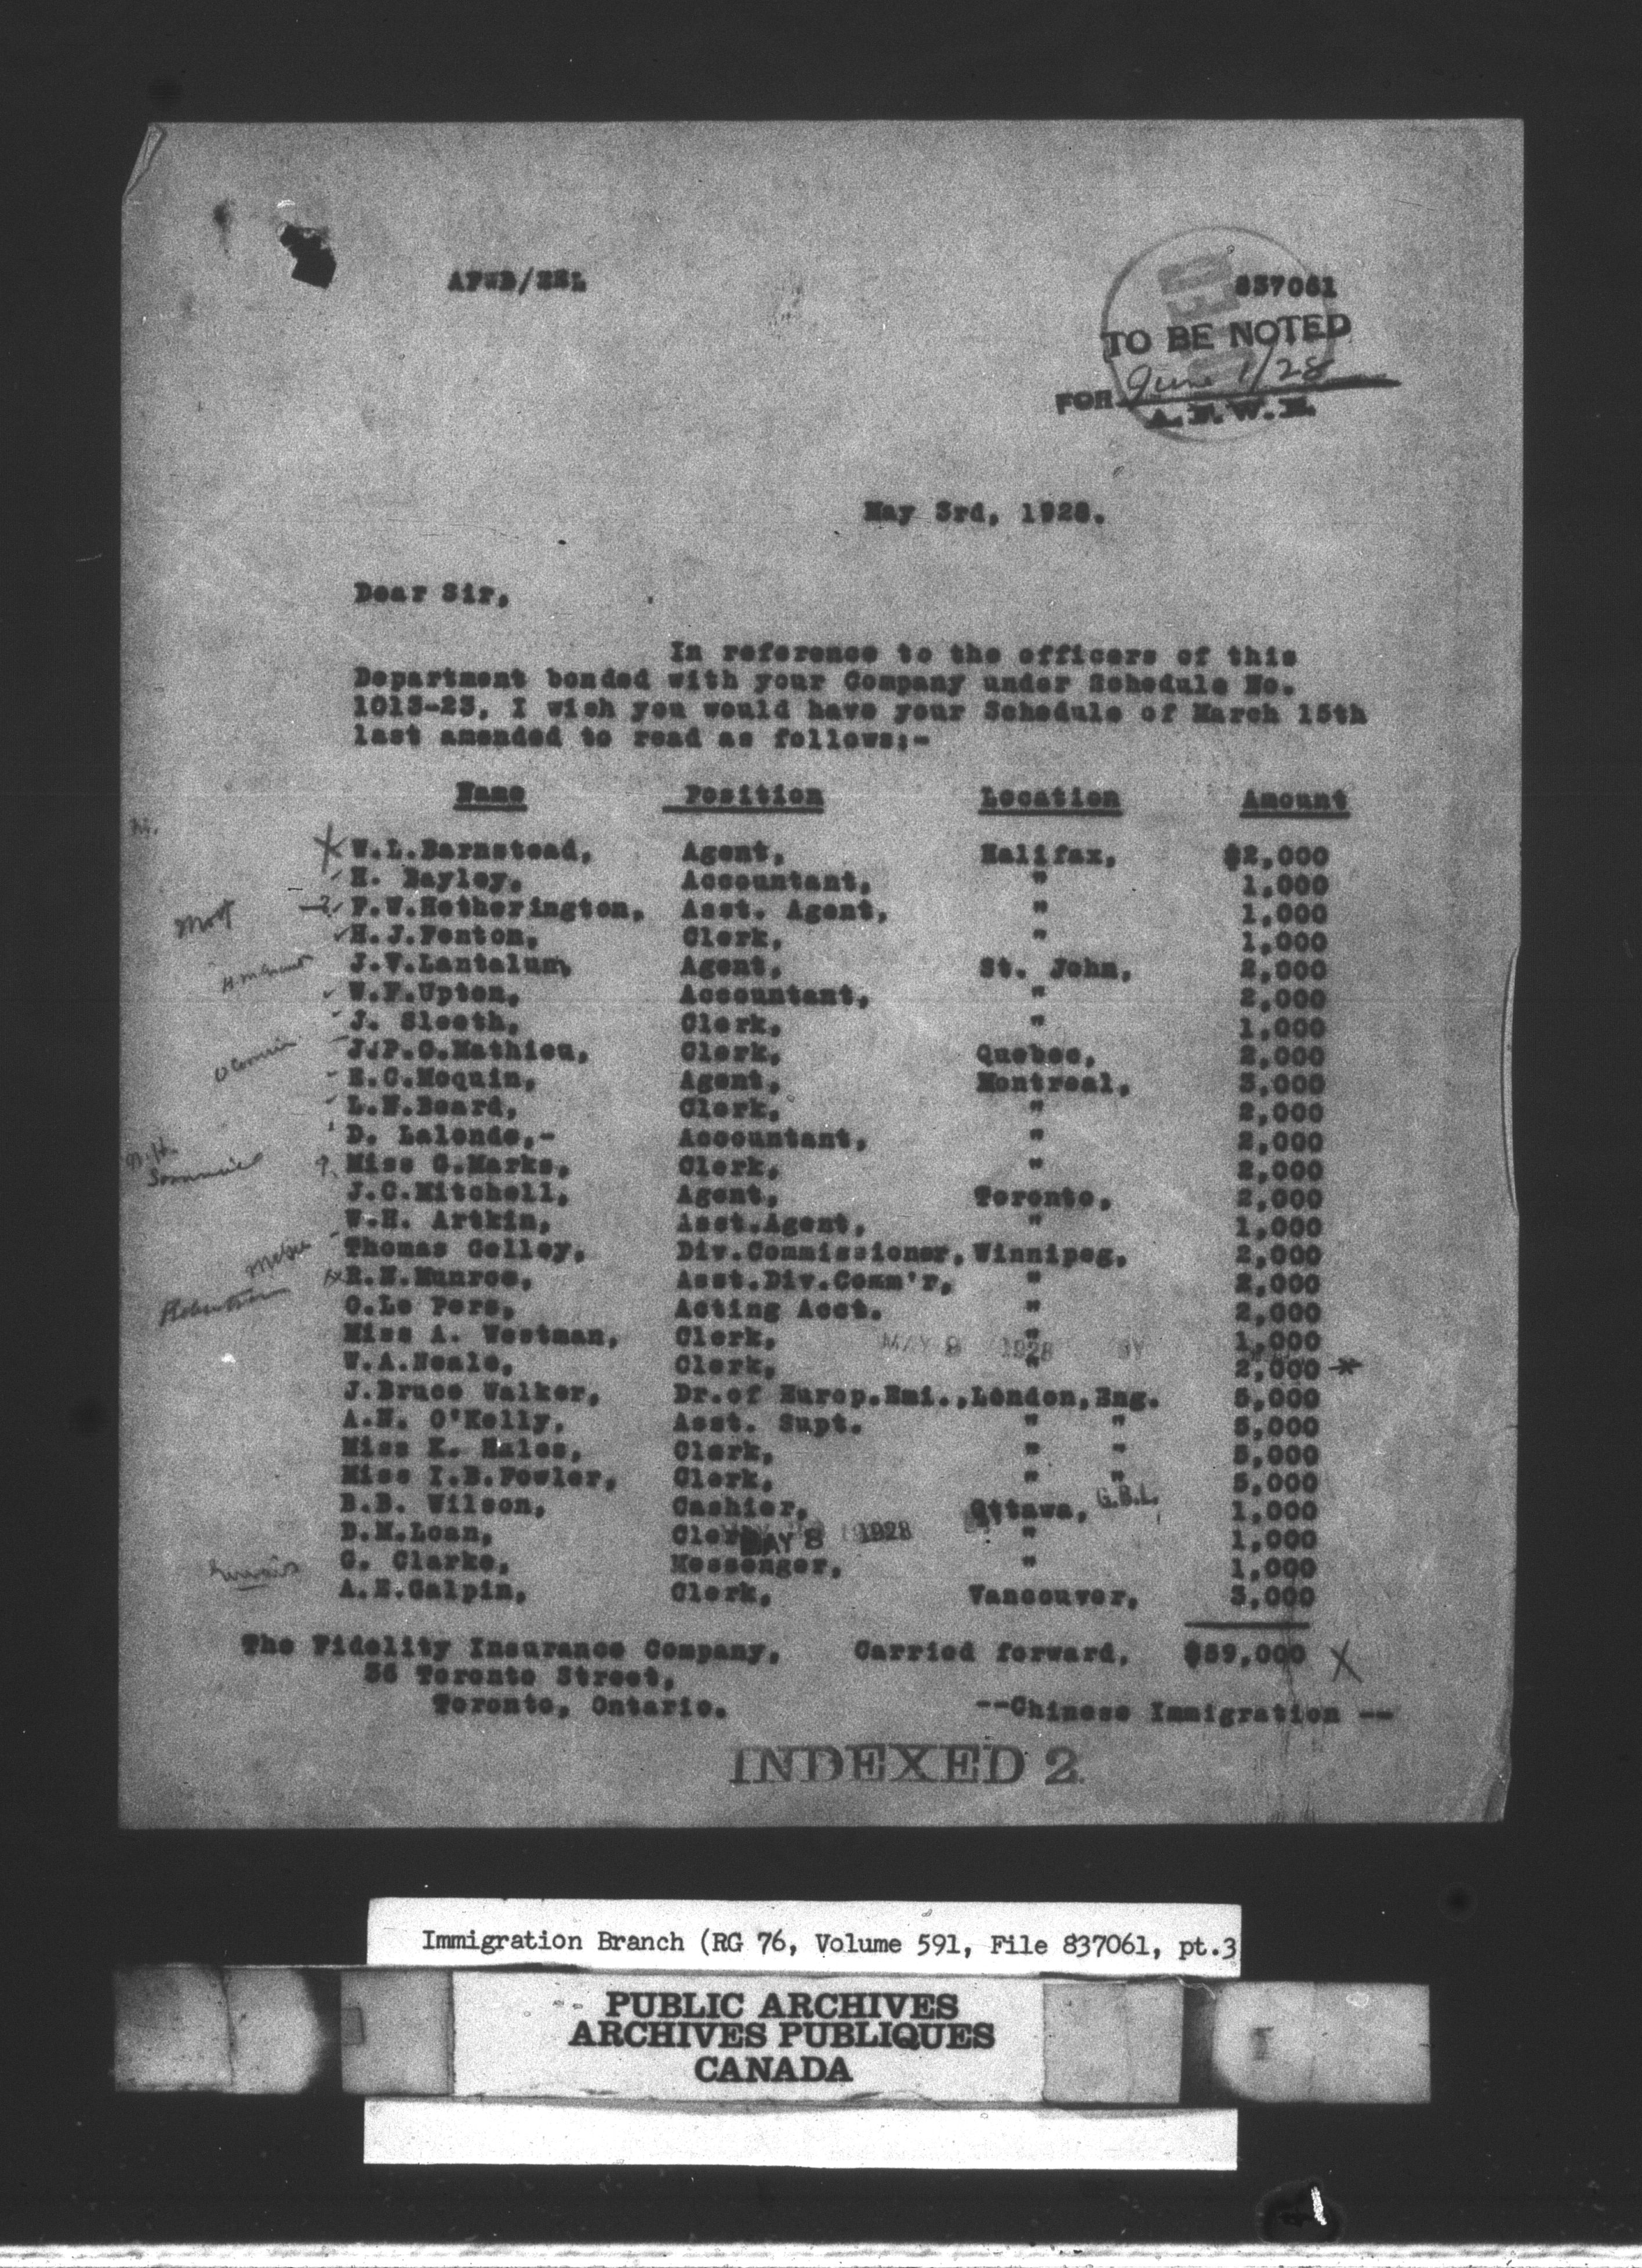 837061
TO BE NOTED
FOR June 1/28
May 3rd, 1928.
Dear Sir,
In reference to the officers of this
Department bonded with your Company under Schedule No.
1013-23, I wish you would have your Schedule of March 15th
last amended to read as follows:-
Name Position Location Amount
W.L.Barnstead, Agent, Halifax, $2,000
H. Bayley, Accountant, " 1,000
F.W.Hetherington, Asst. Agent, " 1,000
H.J.Fenton, Clerk, " 1,000
J.V.Lantalum, Agent, St. John, 2,000
W.F.Upton, Accountant, " 2,000
J. Sleeth, Clerk, " 1,000
J.P.O.Mathieu, Clerk, Quebec, 2,000
E.C.Moquin, Agent, Montreal, 3,000
L.N.Beard, Clerk, " 2,000
D. Lalonde,- Accountant, " 2,000
? Miss G.Marks, Clerk, " 2,000
J.C.Mitchell, Agent, Toronto, 2,000
W.H. Artkin, Asst.Agent, " 1,000
Thomas Gelley, Div.Commissioner, Winnipeg, 2,000
R.N.Munroe, Asst.Div.Comm'r, " 2,000
O.Le Pers, Acting Acct. " 2,000
Miss A. Westman, Clerk, " 1,000
MAY 8 1928 BY
W.A.Neale, Clerk, " 2,000
J.Bruce Walker, Dr.of Europ.Emi., London, Eng. 5,000
A.N. O'Kelly, Asst. Supt. " " 5,000
Miss K. Hales, Clerk, " " 5,000
Miss I.B.Fowler, Clerk, " " 5,000
B.B. Wilson, Cashier, Ottawa, G.B.L. 1,000
D.M.Loan, Clerk, " 1,000
MAY 8 1928
G. Clarke, Messenger, " 1,000
A.E.Galpin, Clerk, Vancouver, 3,000
The Fidelity Insurance Company, Carried forward, $59,000 X
36 Toronto Street,
Toronto, Ontario. --Chinese Immigration --
INDEXED 2
Immigration Branch (RG 76, Volume 591, File 837061, pt.3
PUBLIC ARCHIVES
ARCHIVES PUBLIQUES
CANADA